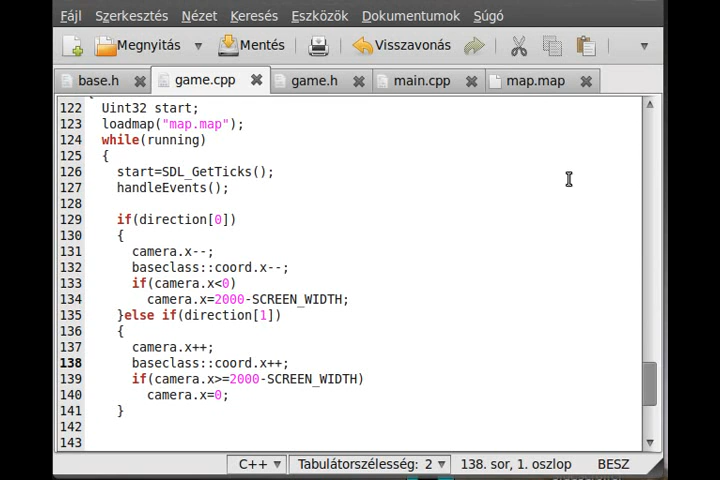 Fájl Szerkesztés Nézet Keresés Eszközök Dokumentumok Súgó
Megnyitás Mentés Visszavonás
base.h game.cpp game.h main.cpp map.map
122 Uint32 start;
123 loadmap("map.map");
124 while(running)
125 {
126 start=SDL_GetTicks();
127 handleEvents();
128
129 if(direction[0])
130 {
131 camera.x--;
132 baseclass::coord.x--;
133 if(camera.x<0)
134 camera.x=2000-SCREEN_WIDTH;
135 }else if(direction[1])
136 {
137 camera.x++;
138 baseclass::coord.x++;
139 if(camera.x>=2000-SCREEN_WIDTH)
140 camera.x=0;
141 }
142
143
C++ Tabulátorszélesség: 2 138. sor, 1. oszlop BESZ